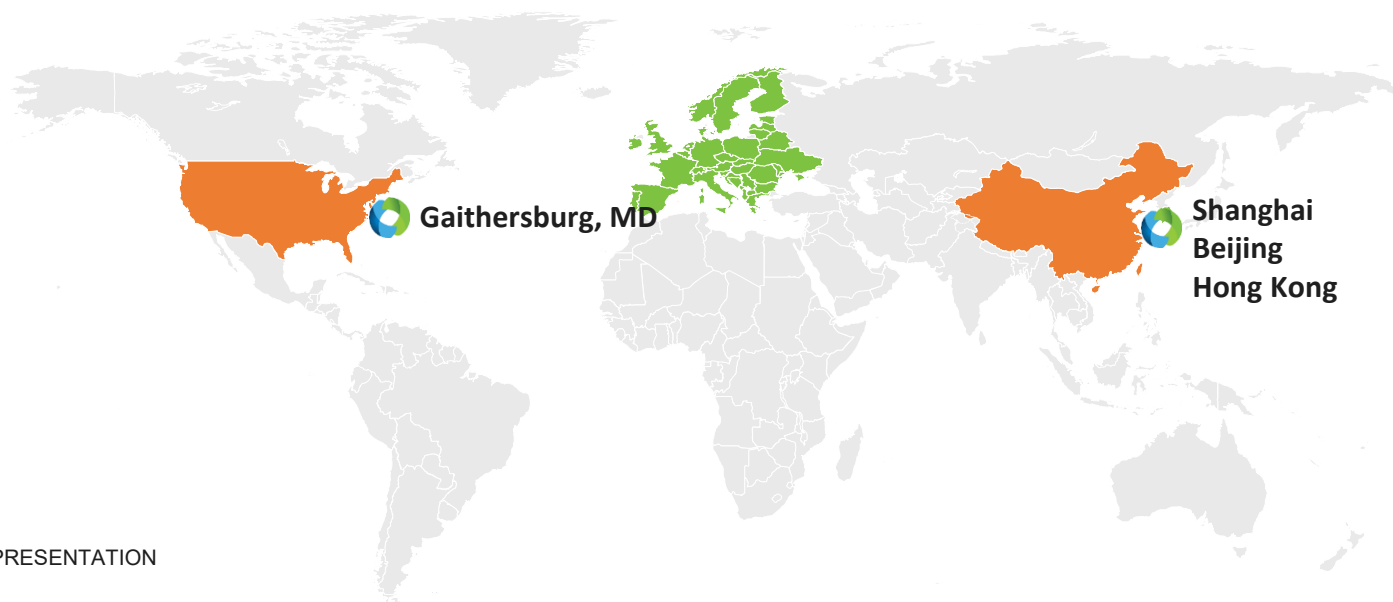 Gaithersburg, MD
Shanghai
Beijing
Hong Kong
PRESENTATION